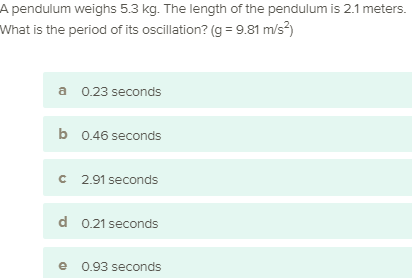 A pendulum weighs 5.3 kg. The length of the pendulum is 2.1 meters.
What is the period of its oscillation? (g = 9.81 m/s²)
a 0.23 seconds
b 0.46 seconds
c 2.91 seconds
d 0.21 seconds
e 0.93 seconds